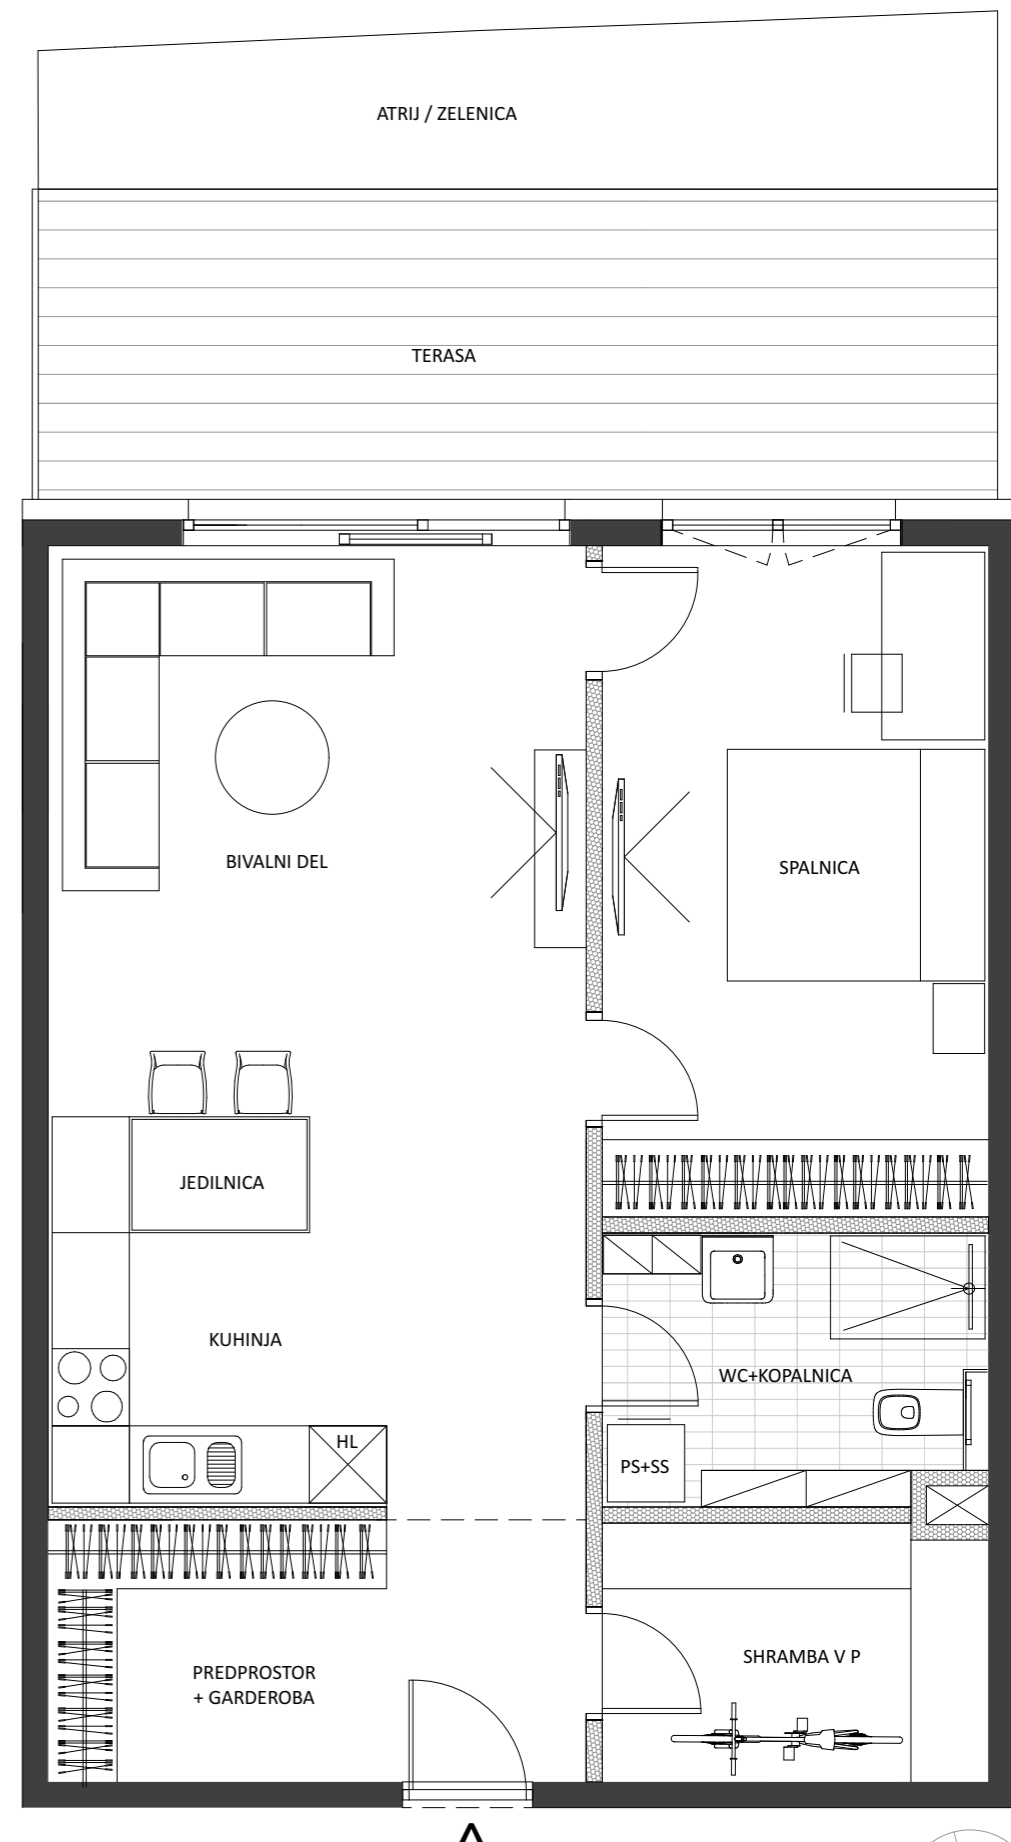 ATRIJ / ZELENICA
TERASA
BIVALNI DEL
SPALNICA
JEDILNICA
KUHINJA
WC+KOPALNICA
HL
PS+SS
SHRAMBA V P
PREDPROSTOR
+ GARDEROBA